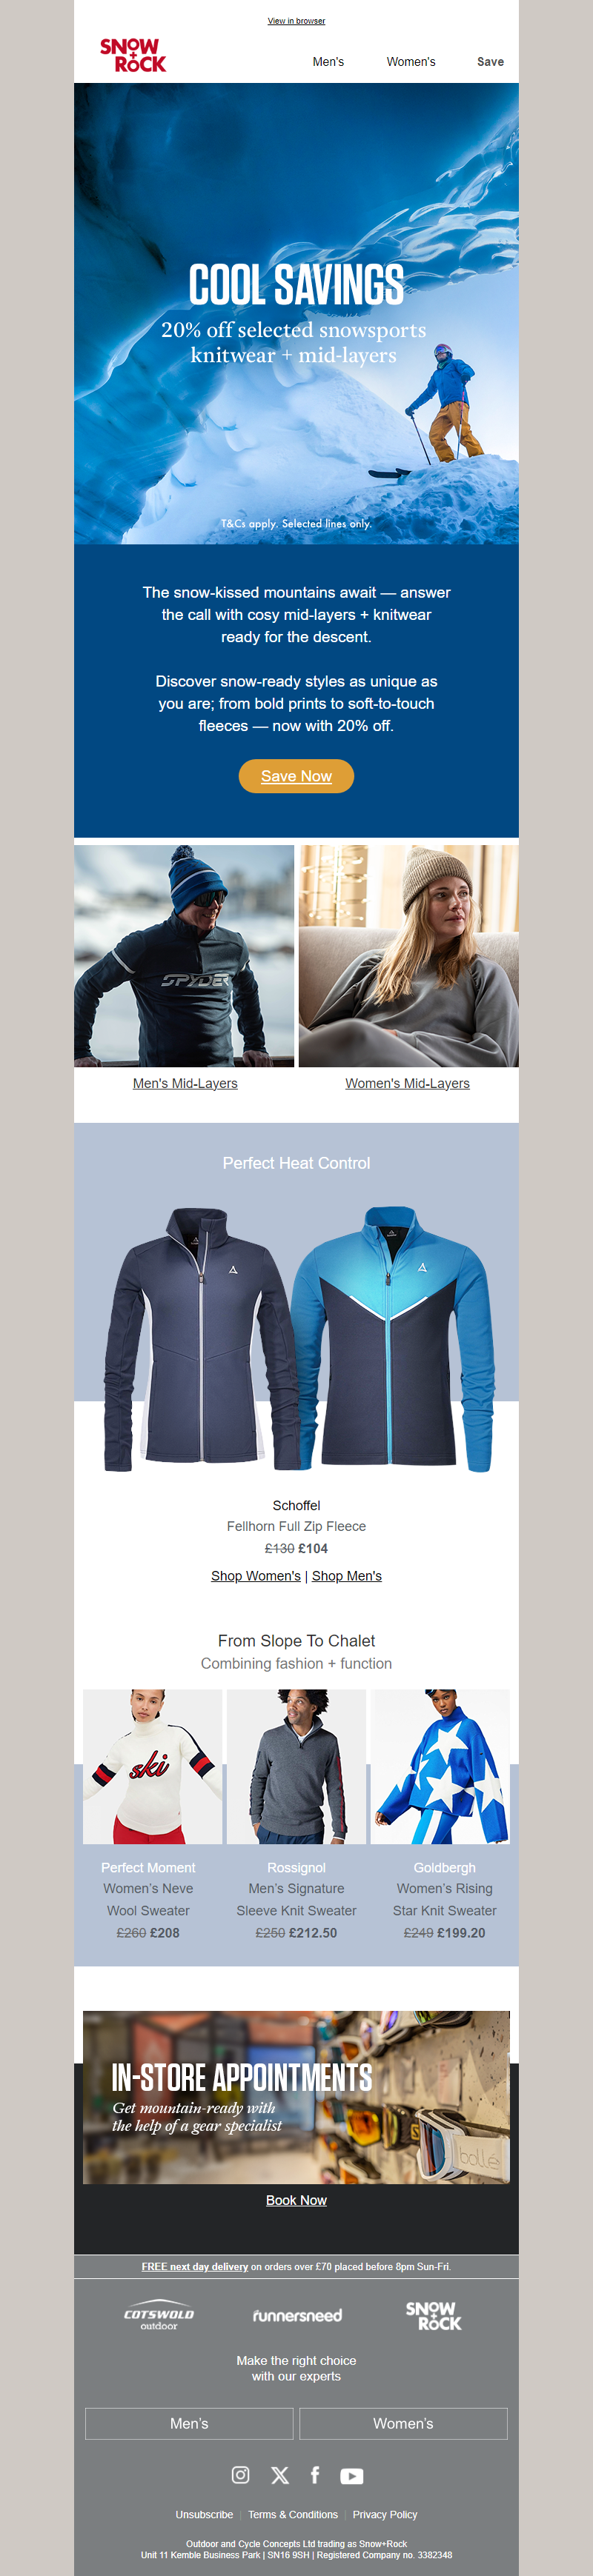 View in browser
SNOW
+
ROCK
Men's Women's Save
COOL SAVINGS
20% off selected snowsports
knitwear + mid-layers
T&Cs apply. Selected lines only.
The snow-kissed mountains await — answer
the call with cosy mid-layers + knitwear
ready for the descent.
Discover snow-ready styles as unique as
you are; from bold prints to soft-to-touch
fleeces — now with 20% off.
Save Now
SPYDER
Men's Mid-Layers
Women's Mid-Layers
Perfect Heat Control
Schoffel
Fellhorn Full Zip Fleece
£130 £104
Shop Women's | Shop Men's
From Slope To Chalet
Combining fashion + function
ski
Perfect Moment
Women's Neve
Wool Sweater
£260 £208
Rossignol
Men's Signature
Sleeve Knit Sweater
£250 £212.50
Goldbergh
Women's Rising
Star Knit Sweater
£249 £199.20
IN-STORE APPOINTMENTS
Get mountain-ready with
the help of a gear specialist
bollé
Book Now
FREE next day delivery on orders over £70 placed before 8pm Sun-Fri.
COTSWOLD
outdoor
runnersneed
SNOW
+
ROCK
Make the right choice
with our experts
Men's
Women's
Unsubscribe | Terms & Conditions | Privacy Policy
Outdoor and Cycle Concepts Ltd trading as Snow+Rock
Unit 11 Kemble Business Park | SN16 9SH | Registered Company no. 3382348